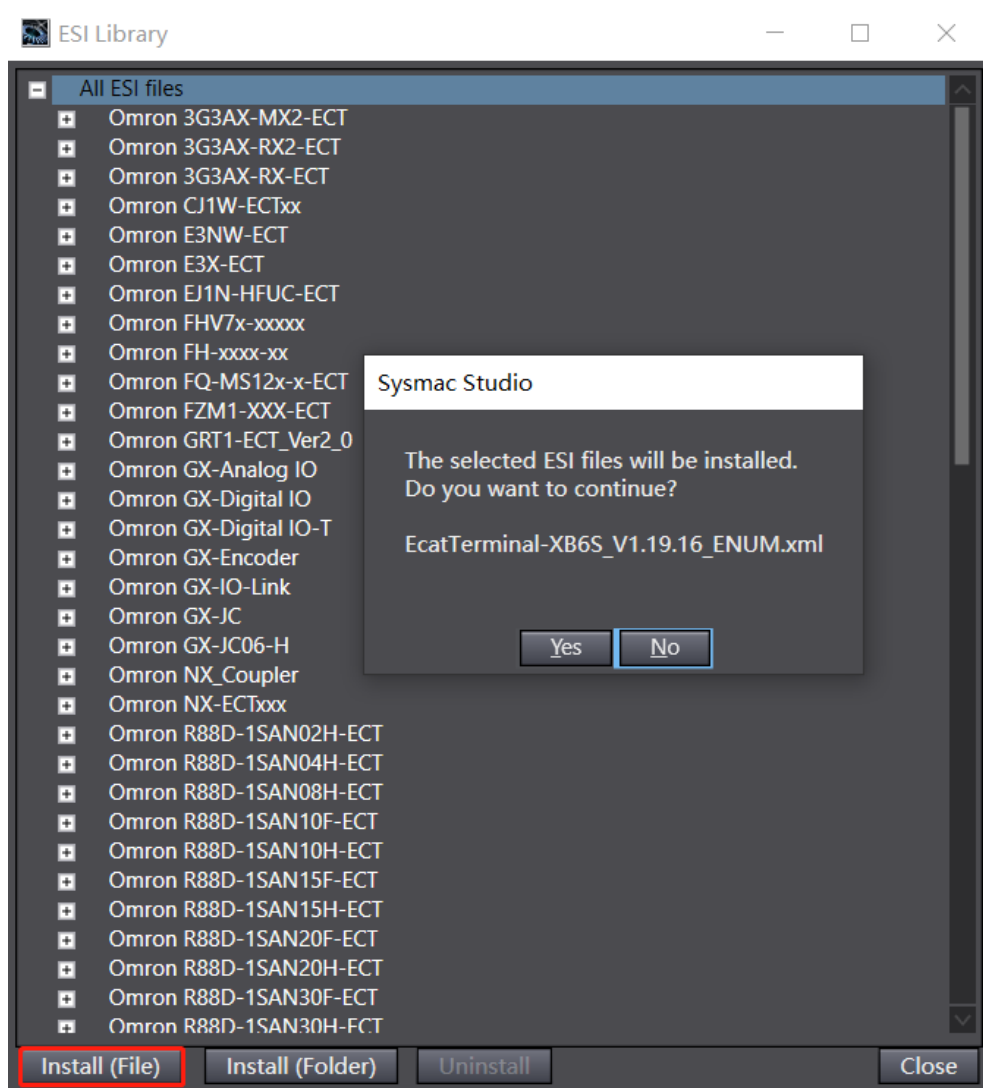 ESI Library
All ESI files
Omron 3G3AX-MX2-ECT
Omron 3G3AX-RX2-ECT
Omron 3G3AX-RX-ECT
Omron CJ1W-ECTxx
Omron E3NW-ECT
Omron E3X-ECT
Omron EJ1N-HFUC-ECT
Omron FHV7x-xxxxx
Omron FH-xxxx-xx
Omron FQ-MS12x-x-ECT
Omron FZM1-XXX-ECT
Omron GRT1-ECT_Ver2_0
Omron GX-Analog IO
Omron GX-Digital IO
Omron GX-Digital IO-T
Omron GX-Encoder
Omron GX-IO-Link
Omron GX-JC
Omron GX-JC06-H
Omron NX_Coupler
Omron NX-ECTxxx
Omron R88D-1SAN02H-ECT
Omron R88D-1SAN04H-ECT
Omron R88D-1SAN08H-ECT
Omron R88D-1SAN10F-ECT
Omron R88D-1SAN10H-ECT
Omron R88D-1SAN15F-ECT
Omron R88D-1SAN15H-ECT
Omron R88D-1SAN20F-ECT
Omron R88D-1SAN20H-ECT
Omron R88D-1SAN30F-ECT
Omron R88D-1SAN30H-ECT
Sysmac Studio
The selected ESI files will be installed.
Do you want to continue?
EcatTerminal-XB6S_V1.19.16_ENUM.xml
Yes No
Install (File) Install (Folder) Uninstall Close